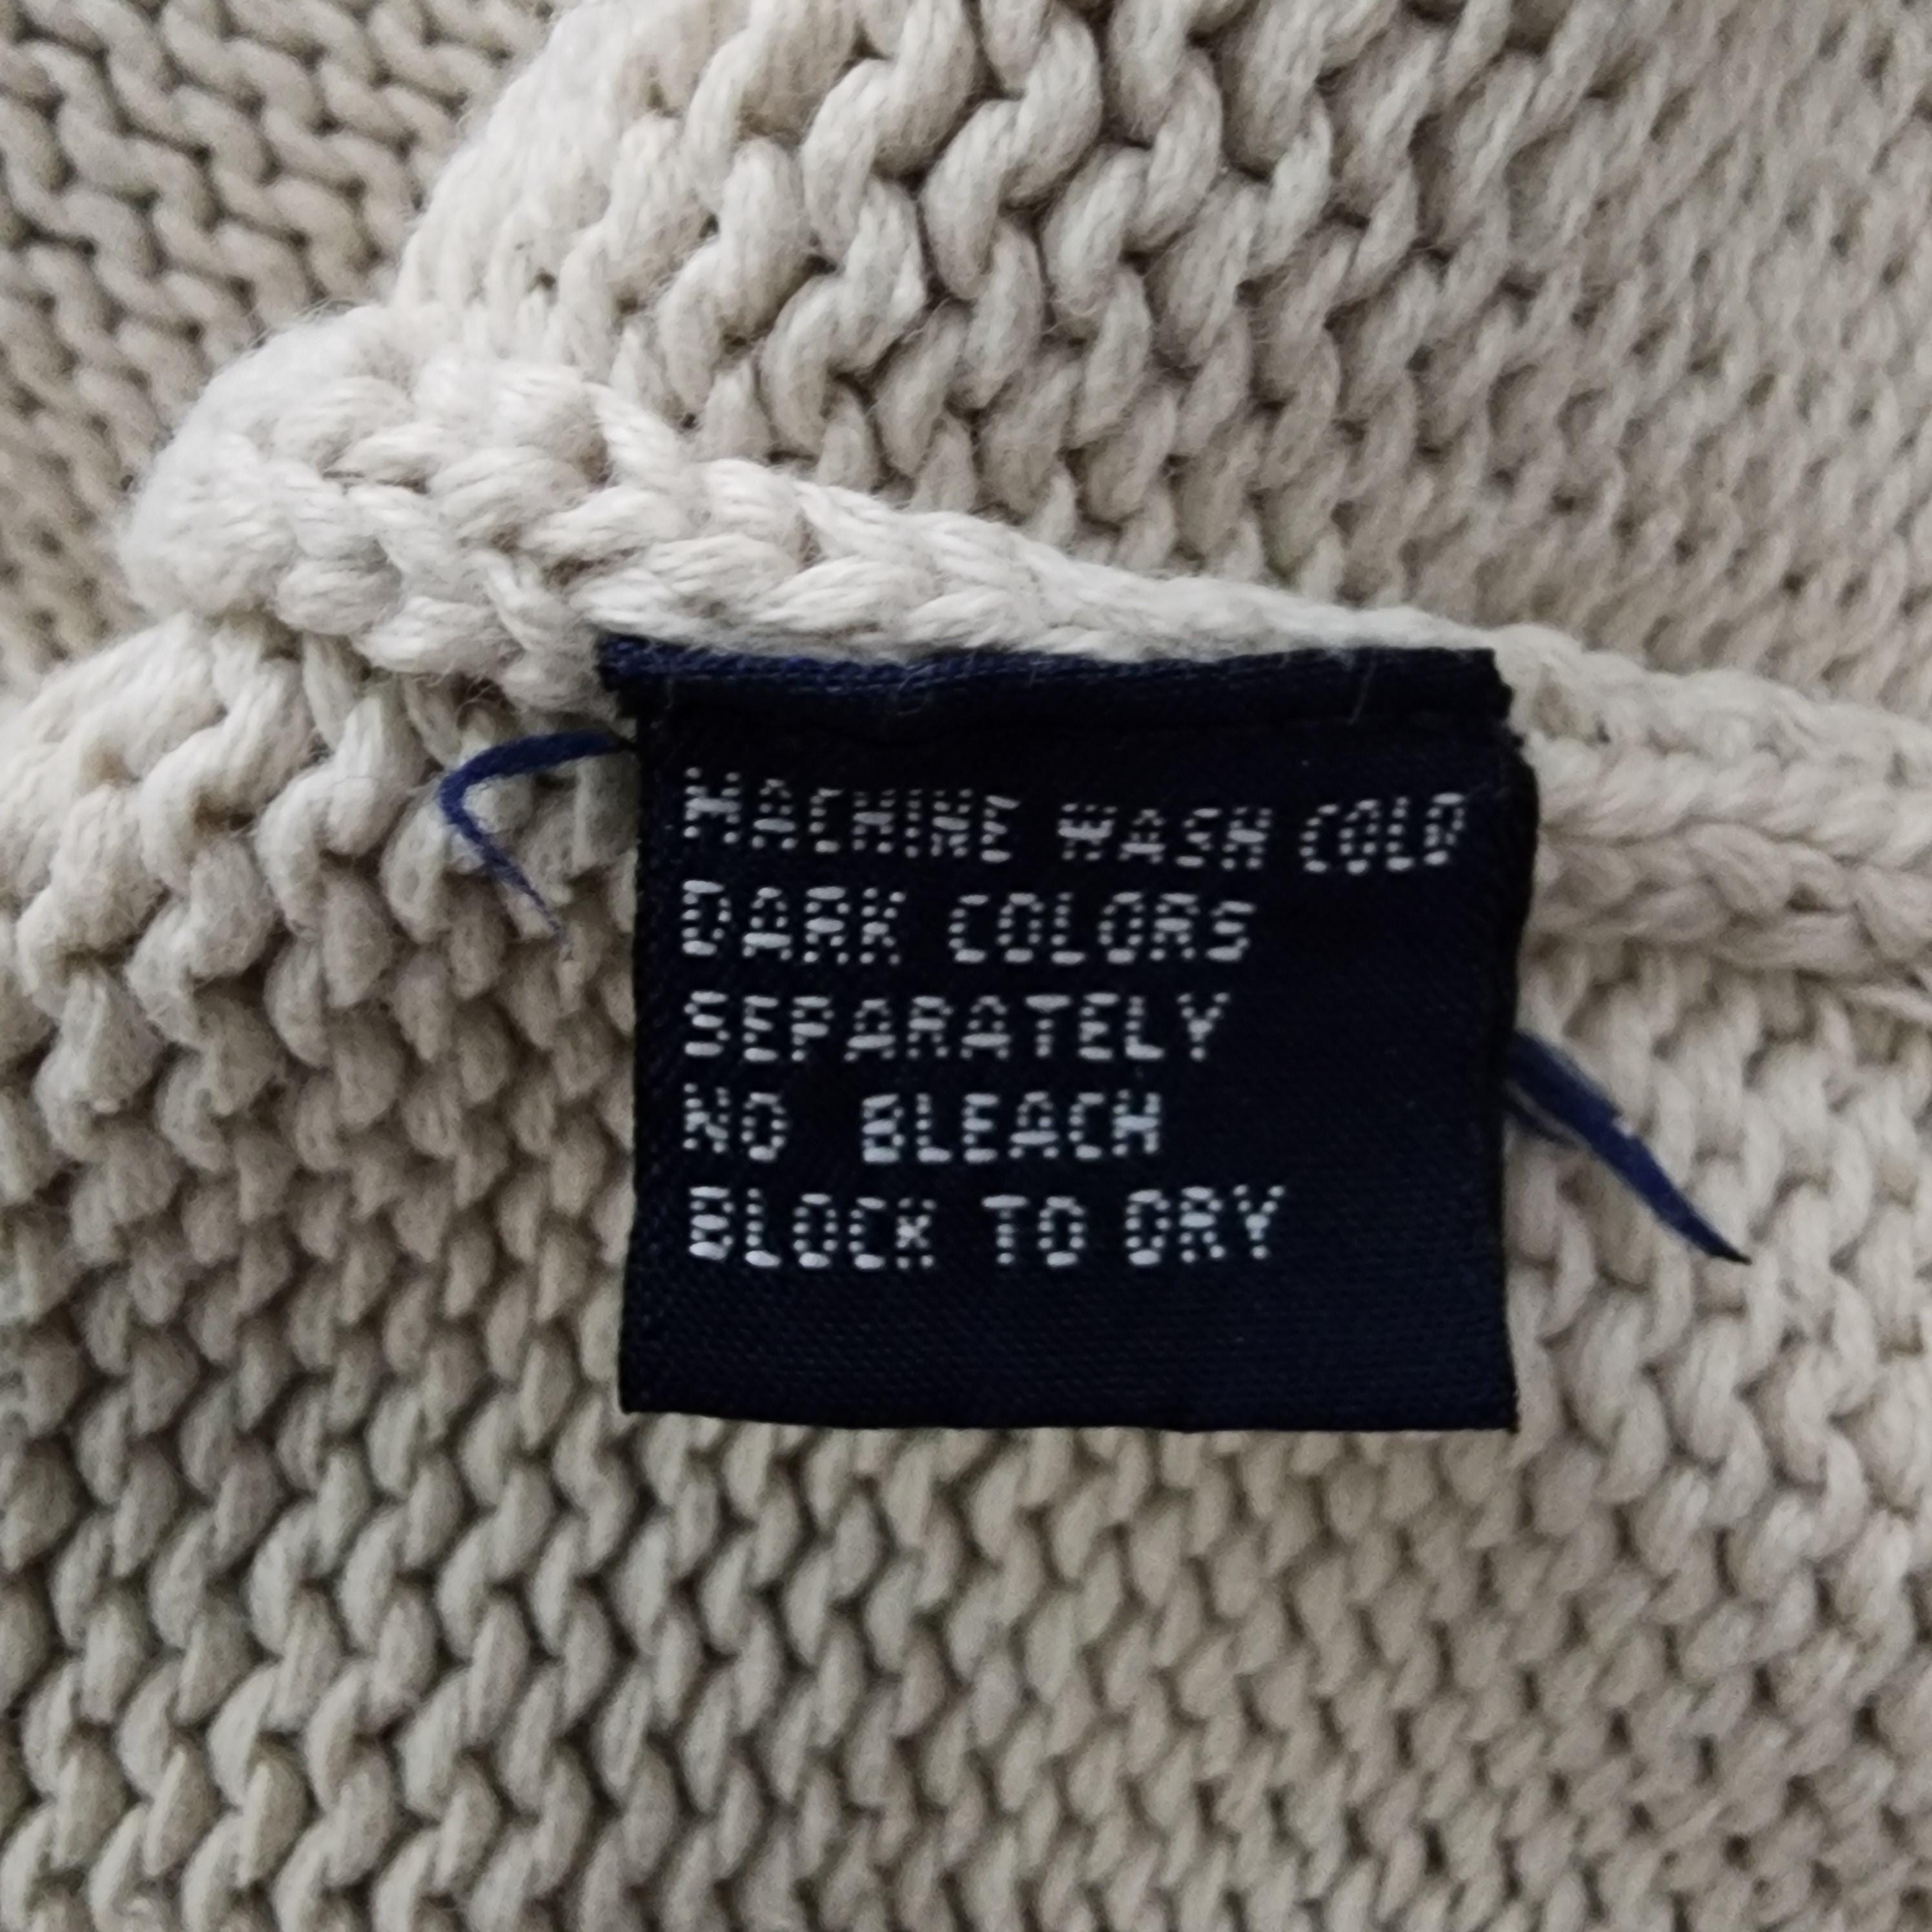 MACHINE WASH COLD
DARK COLORS
SEPARATELY
NO BLEACH
BLOCK TO DRY